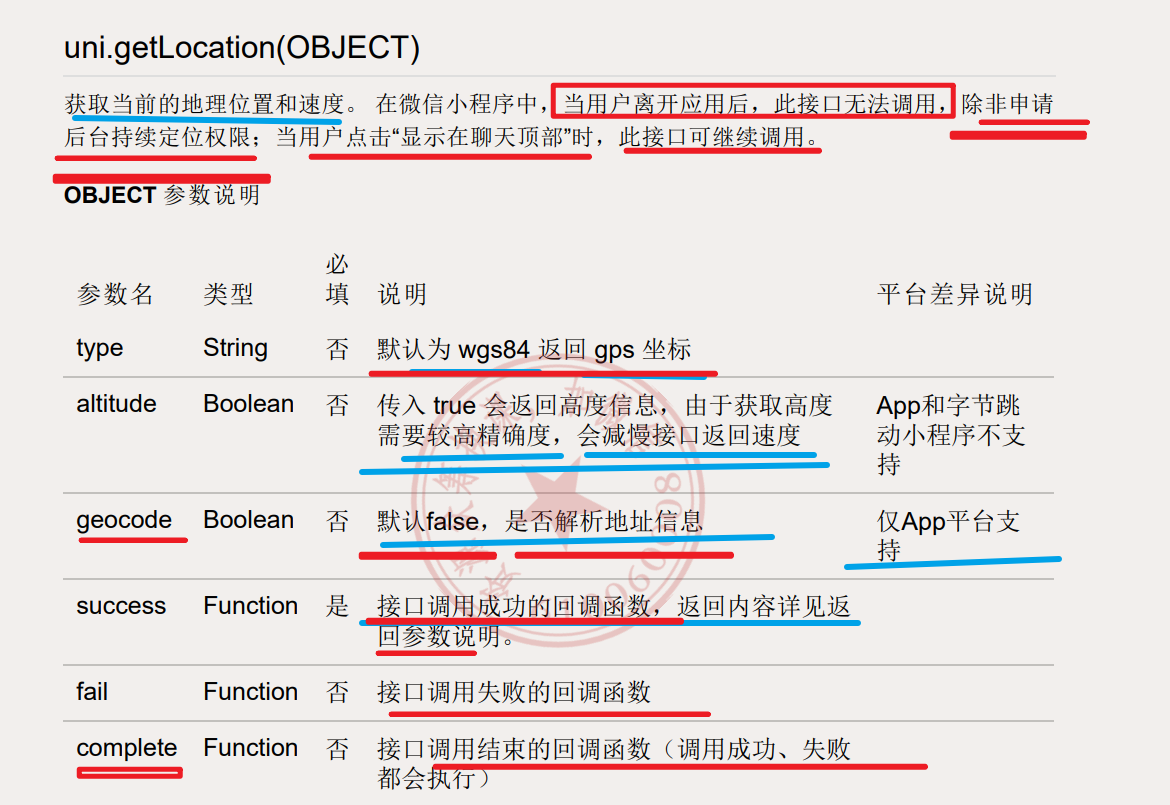 uni.getLocation(OBJECT)
获取当前的地理位置和速度。 在微信小程序中，当用户离开应用后，此接口无法调用，除非申请
后台持续定位权限；当用户点击“显示在聊天顶部”时，此接口可继续调用。
OBJECT 参数说明
参数名 类型 必填 说明 平台差异说明
type String 否 默认为 wgs84 返回 gps 坐标
altitude Boolean 否 传入 true 会返回高度信息，由于获取高度 App和字节跳
需要较高精确度，会减慢接口返回速度 动小程序不支
持
geocode Boolean 否 默认false，是否解析地址信息 仅App平台支
持
success Function 是 接口调用成功的回调函数，返回内容详见返
回参数说明。
fail Function 否 接口调用失败的回调函数
complete Function 否 接口调用结束的回调函数（调用成功、失败
都会执行）